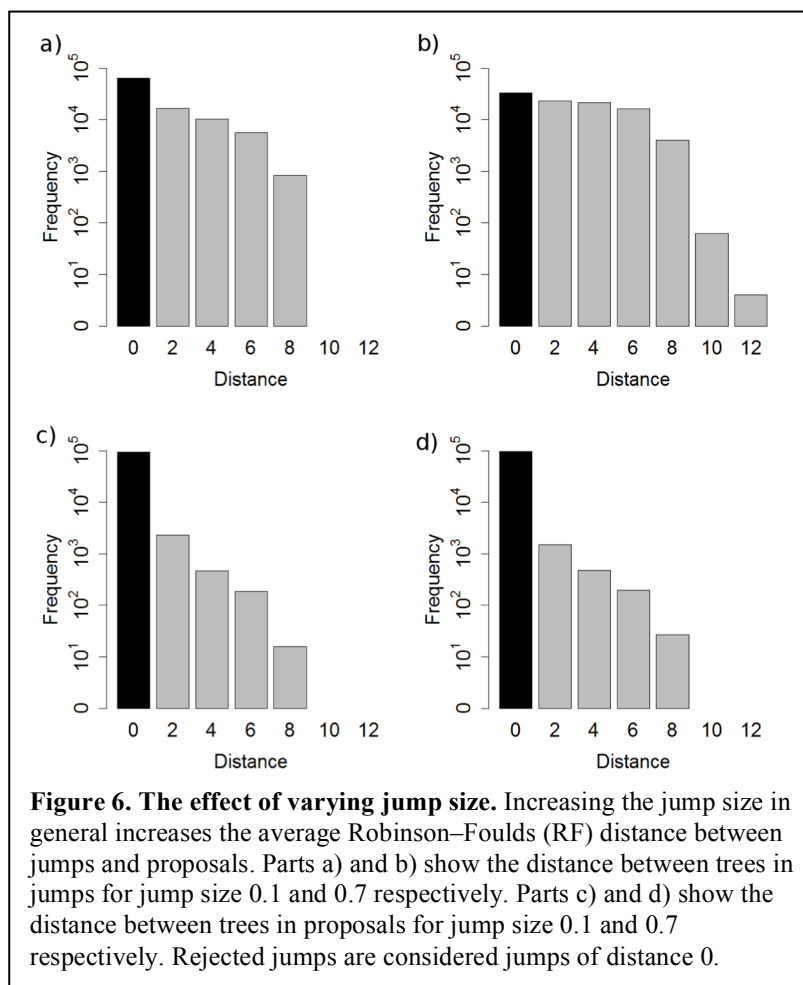 a)
b)
Frequency
0 10^1 10^2 10^3 10^4 10^5
0 2 4 6 8 10 12
Distance
Frequency
0 10^1 10^2 10^3 10^4 10^5
0 2 4 6 8 10 12
Distance
c)
d)
Frequency
0 10^1 10^2 10^3 10^4 10^5
0 2 4 6 8 10 12
Distance
Frequency
0 10^1 10^2 10^3 10^4 10^5
0 2 4 6 8 10 12
Distance
Figure 6. The effect of varying jump size. Increasing the jump size in
general increases the average Robinson–Foulds (RF) distance between
jumps and proposals. Parts a) and b) show the distance between trees in
jumps for jump size 0.1 and 0.7 respectively. Parts c) and d) show the
distance between trees in proposals for jump size 0.1 and 0.7
respectively. Rejected jumps are considered jumps of distance 0.